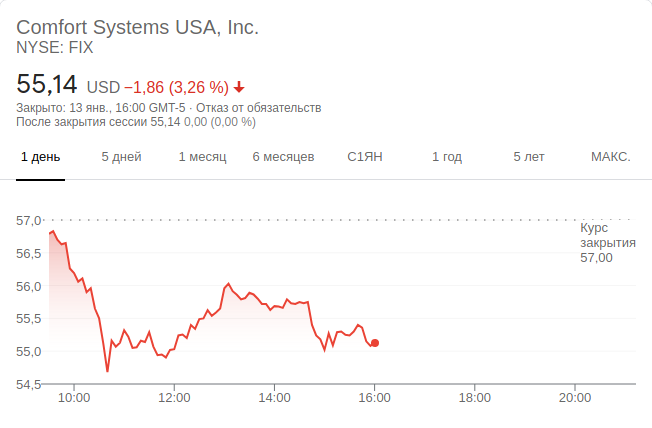 Comfort Systems USA, Inc.
NYSE: FIX
55,14 USD −1,86 (3,26 %)
Закрыто: 13 янв., 16:00 GMT-5 · Отказ от обязательств
После закрытия сессии 55,14 0,00 (0,00 %)
1 день 5 дней 1 месяц 6 месяцев С1ЯН 1 год 5 лет МАКС.
57,0
Курс
закрытия
57,00
56,5
56,0
55,5
55,0
54,5
10:00 12:00 14:00 16:00 18:00 20:00